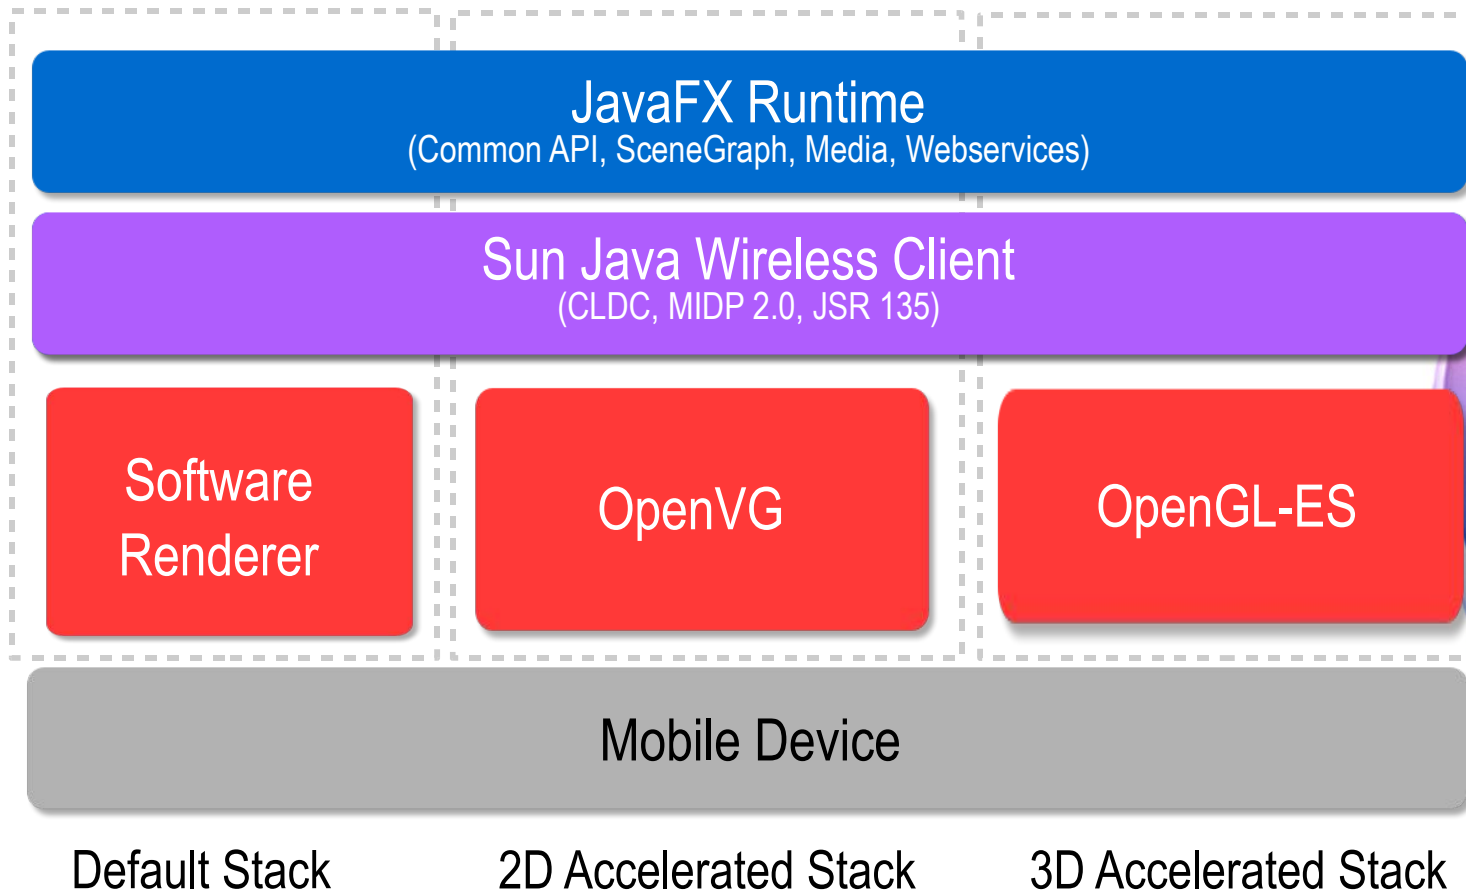 JavaFX Runtime
(Common API, SceneGraph, Media, Webservices)
Sun Java Wireless Client
(CLDC, MIDP 2.0, JSR 135)
Software
Renderer
OpenVG
OpenGL-ES
Mobile Device
Default Stack
2D Accelerated Stack
3D Accelerated Stack